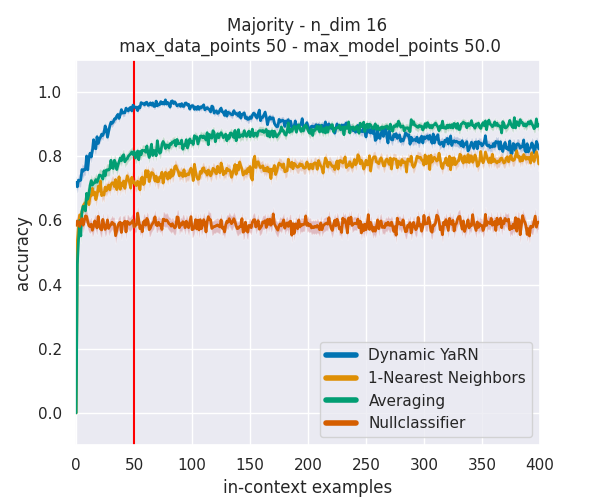 Majority - n_dim 16
max_data_points 50 - max_model_points 50.0
accuracy
1.0
0.8
0.6
0.4
0.2
0.0
Dynamic YaRN
1-Nearest Neighbors
Averaging
Nullclassifier
0 50 100 150 200 250 300 350 400
in-context examples